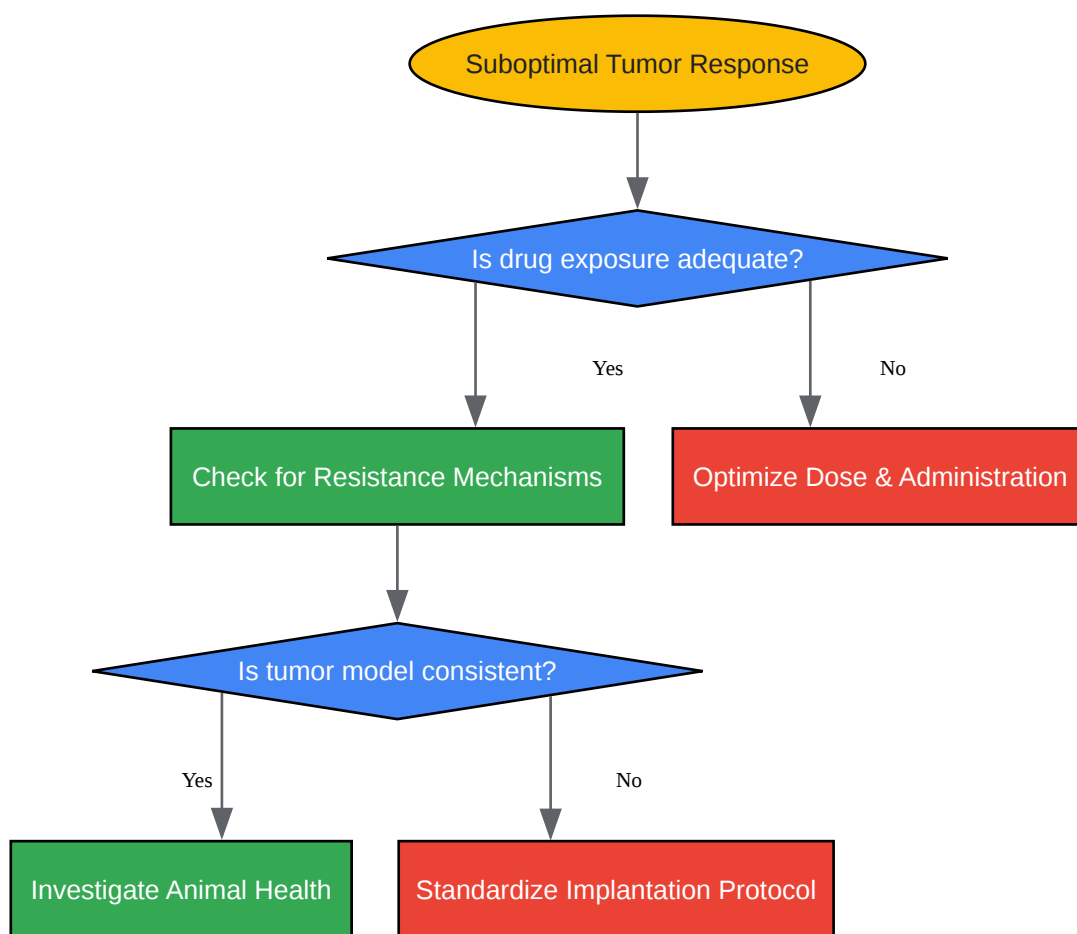 Suboptimal Tumor Response
Is drug exposure adequate?
Yes
No
Check for Resistance Mechanisms
Optimize Dose & Administration
Is tumor model consistent?
Yes
No
Investigate Animal Health
Standardize Implantation Protocol